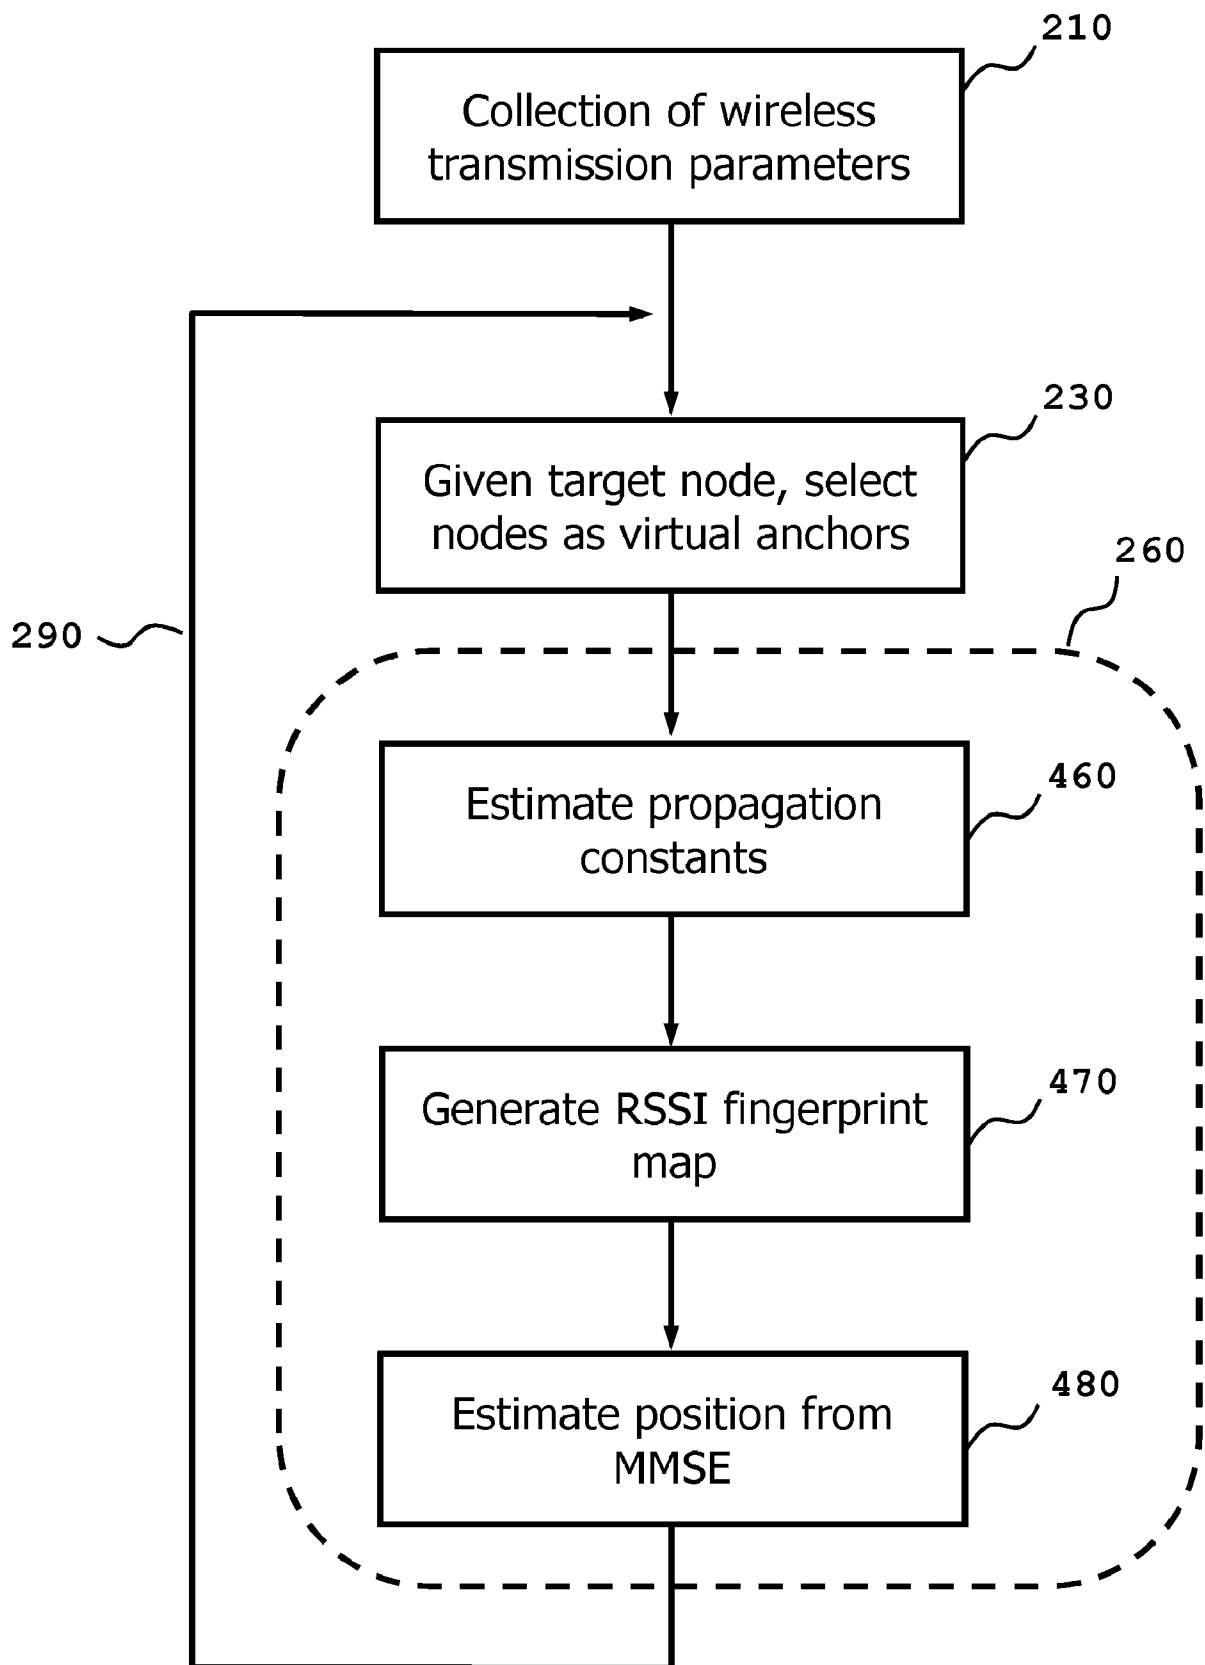 210
Collection of wireless
transmission parameters
230
Given target node, select
nodes as virtual anchors
260
290
460
Estimate propagation
constants
470
Generate RSSI fingerprint
map
480
Estimate position from
MMSE